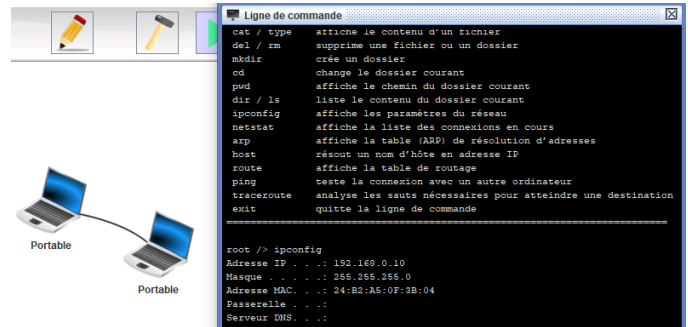 Ligne de commande
cat / type affiche le contenu d'un fichier
del / rm supprime une fichier ou un dossier
mkdir crée un dossier
cd change le dossier courant
pwd affiche le chemin du dossier courant
dir / ls liste le contenu du dossier courant
ipconfig affiche les paramètres du réseau
netstat affiche la liste des connexions en cours
arp affiche la table (ARP) de résolution d'adresses
host résout un nom d'hôte en adresse IP
route affiche la table de routage
ping teste la connexion avec un autre ordinateur
traceroute analyse les sauts nécessaires pour atteindre une destination
exit quitte la ligne de commande
root /> ipconfig
Adresse IP . . .: 192.168.0.10
Masque . . . . .: 255.255.255.0
Adresse MAC. . .: 24:B2:A5:0F:3B:04
Passerelle . . .:
Serveur DNS. . .:
Portable
Portable